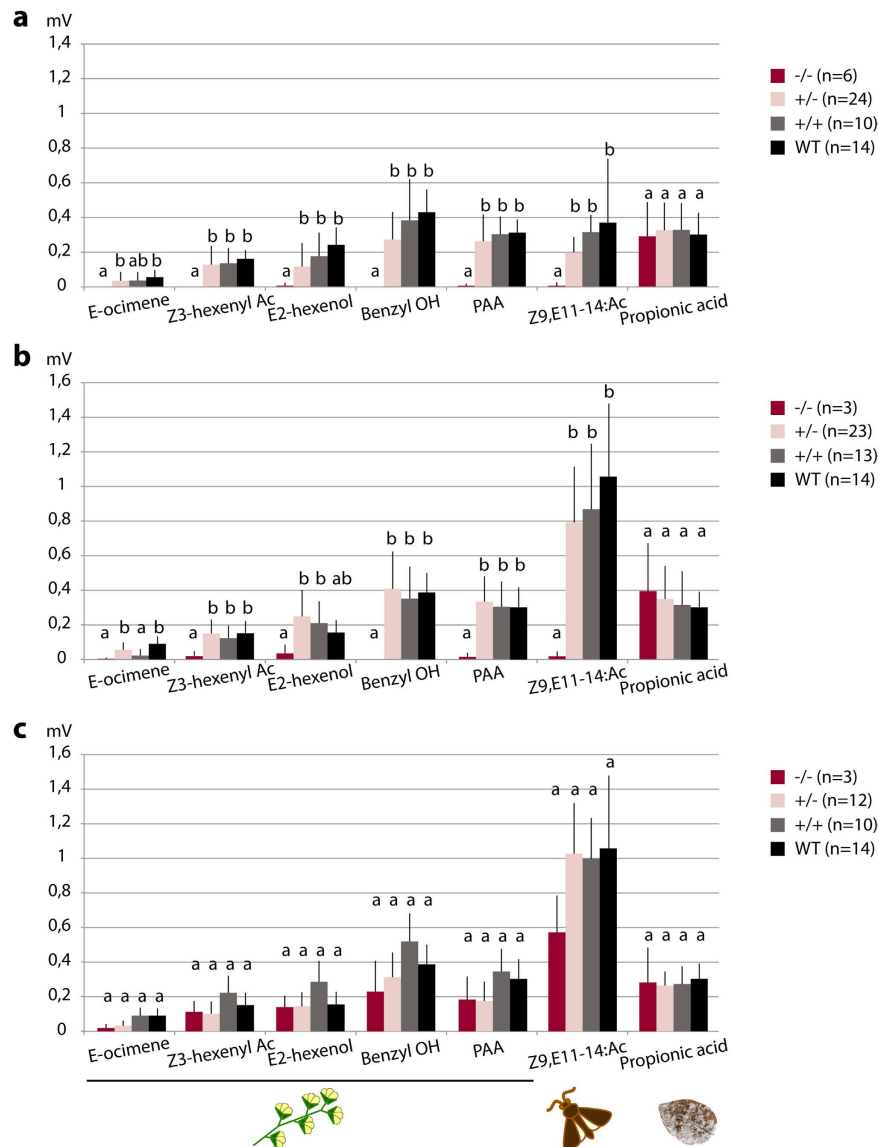 a
mV
1,4
1,2
1
0,8
0,6
0,4
0,2
0
a b ab b
a b b b
a b b b
a b b b
a b b b
a b b b
a a a a
E-ocimene
Z3-hexenyl Ac
E2-hexenol
Benzyl OH
PAA
Z9,E11-14:Ac
Propionic acid
-/- (n=6)
+/- (n=24)
+/+ (n=10)
WT (n=14)
b
mV
1,6
1,4
1,2
1
0,8
0,6
0,4
0,2
0
a b a b
a b b b
a b b ab
a b b b
a b b b
a b b b
a a a a
E-ocimene
Z3-hexenyl Ac
E2-hexenol
Benzyl OH
PAA
Z9,E11-14:Ac
Propionic acid
-/- (n=3)
+/- (n=23)
+/+ (n=13)
WT (n=14)
c
mV
1,6
1,4
1,2
1
0,8
0,6
0,4
0,2
0
a a a a
a a a a
a a a a
a a a a
a a a a
a a a a
a a a a
E-ocimene
Z3-hexenyl Ac
E2-hexenol
Benzyl OH
PAA
Z9,E11-14:Ac
Propionic acid
-/- (n=3)
+/- (n=12)
+/+ (n=10)
WT (n=14)